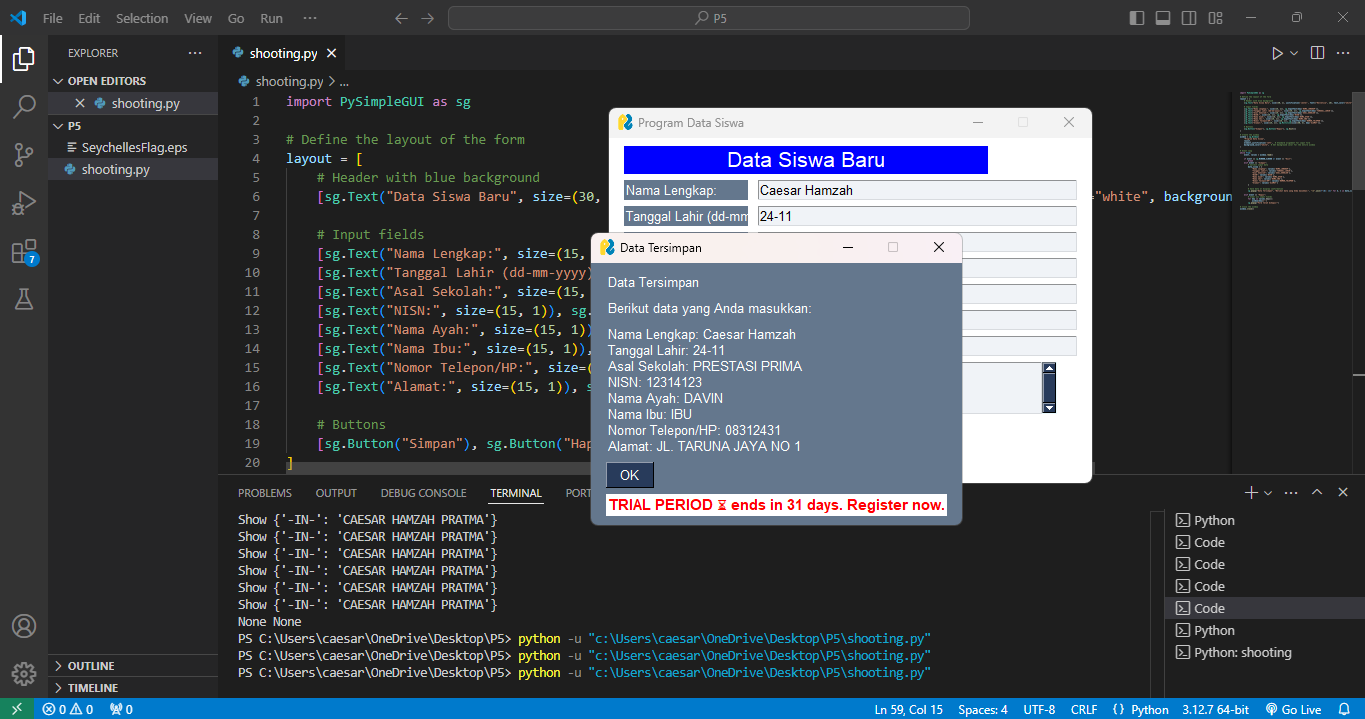 File Edit Selection View Go Run ··· P5
EXPLORER ···
OPEN EDITORS
shooting.py
P5
SeychellesFlag.eps
shooting.py
OUTLINE
TIMELINE
7
shooting.py
shooting.py > ...
1 import PySimpleGUI as sg
2
3 # Define the layout of the form
4 layout = [
5 # Header with blue background
6 [sg.Text("Data Siswa Baru", size=(30, ="white", backgroun
7
8 # Input fields
9 [sg.Text("Nama Lengkap:", size=(15,
10 [sg.Text("Tanggal Lahir (dd-mm-yyyy)
11 [sg.Text("Asal Sekolah:", size=(15,
12 [sg.Text("NISN:", size=(15, 1)), sg.
13 [sg.Text("Nama Ayah:", size=(15, 1))
14 [sg.Text("Nama Ibu:", size=(15, 1)),
15 [sg.Text("Nomor Telepon/HP:", size=(
16 [sg.Text("Alamat:", size=(15, 1)), s
17
18 # Buttons
19 [sg.Button("Simpan"), sg.Button("Hap
20 ]
Program Data Siswa
Data Siswa Baru
Nama Lengkap: Caesar Hamzah
Tanggal Lahir (dd-mm 24-11
Data Tersimpan
Data Tersimpan
Berikut data yang Anda masukkan:
Nama Lengkap: Caesar Hamzah
Tanggal Lahir: 24-11
Asal Sekolah: PRESTASI PRIMA
NISN: 12314123
Nama Ayah: DAVIN
Nama Ibu: IBU
Nomor Telepon/HP: 08312431
Alamat: JL. TARUNA JAYA NO 1
OK
TRIAL PERIOD ⏳ ends in 31 days. Register now.
PROBLEMS OUTPUT DEBUG CONSOLE TERMINAL PORT
Show {'-IN-': 'CAESAR HAMZAH PRATMA'}
Show {'-IN-': 'CAESAR HAMZAH PRATMA'}
Show {'-IN-': 'CAESAR HAMZAH PRATMA'}
Show {'-IN-': 'CAESAR HAMZAH PRATMA'}
Show {'-IN-': 'CAESAR HAMZAH PRATMA'}
Show {'-IN-': 'CAESAR HAMZAH PRATMA'}
None None
PS C:\Users\caesar\OneDrive\Desktop\P5> python -u "c:\Users\caesar\OneDrive\Desktop\P5\shooting.py"
PS C:\Users\caesar\OneDrive\Desktop\P5> python -u "c:\Users\caesar\OneDrive\Desktop\P5\shooting.py"
PS C:\Users\caesar\OneDrive\Desktop\P5> python -u "c:\Users\caesar\OneDrive\Desktop\P5\shooting.py"
Python
Code
Code
Code
Code
Python
Python: shooting
0 0 0 Ln 59, Col 15 Spaces: 4 UTF-8 CRLF {} Python 3.12.7 64-bit Go Live